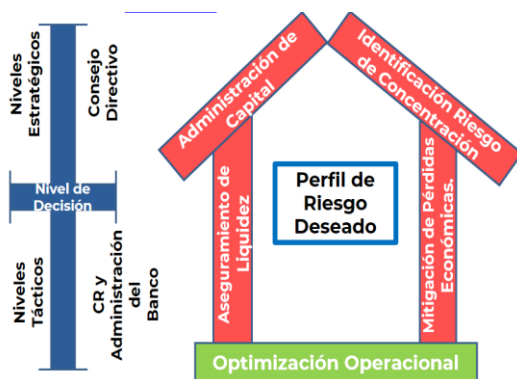 Niveles
Estratégicos
Consejo
Directivo
Nivel de
Decisión
Niveles
Tácticos
CR y
Administración
del
Banco
Administración de
Capital
Identificación Riesgo
de Concentración
Aseguramiento de
Liquidez
Perfil de
Riesgo
Deseado
Mitigación de Pérdidas
Económicas.
Optimización Operacional